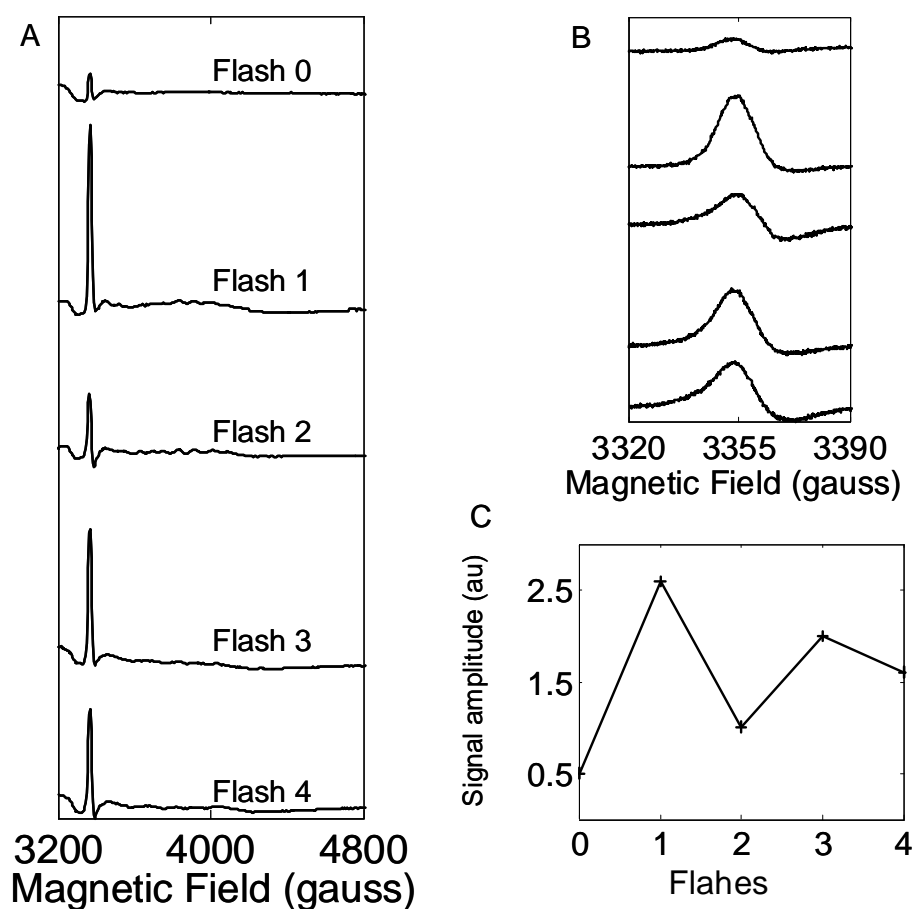 A
Flash 0
Flash 1
Flash 2
Flash 3
Flash 4
3200 4000 4800
Magnetic Field (gauss)
B
3320 3355 3390
Magnetic Field (gauss)
C
Signal amplitude (au)
2.5
1.5
0.5
0 1 2 3 4
Flahes